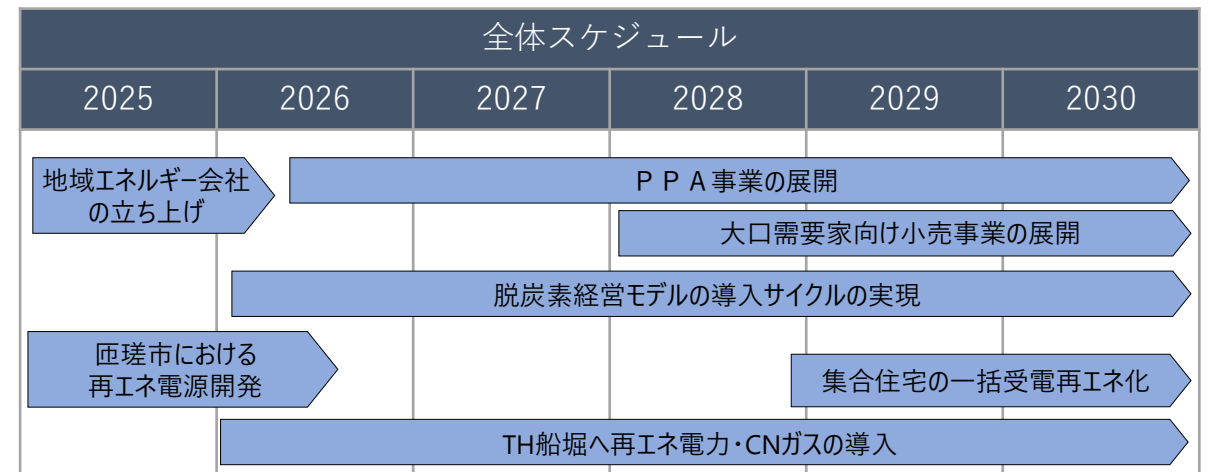 全体スケジュール
2025 2026 2027 2028 2029 2030
地域エネルギー会社
の立ち上げ
ＰＰＡ事業の展開
大口需要家向け小売事業の展開
脱炭素経営モデルの導入サイクルの実現
匝瑳市における
再エネ電源開発
集合住宅の一括受電再エネ化
TH船堀へ再エネ電力・CNガスの導入